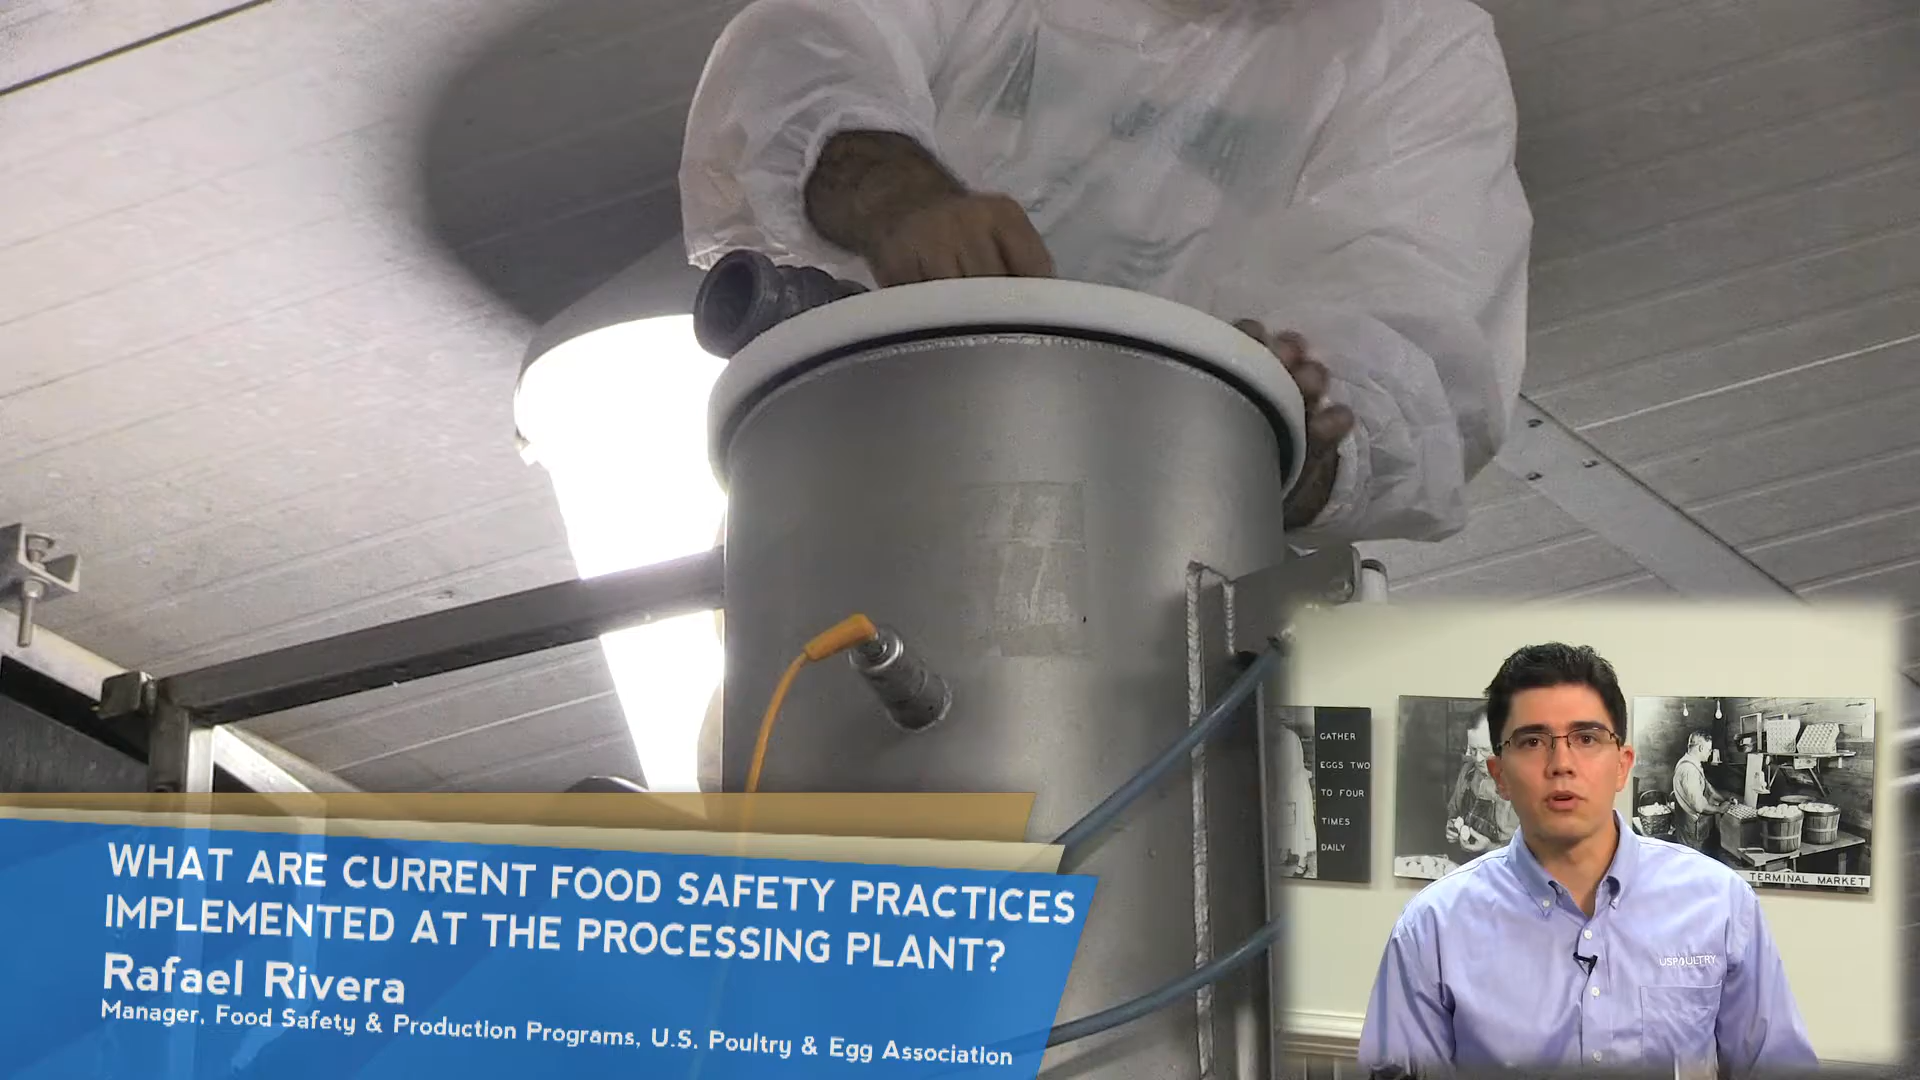 WHAT ARE CURRENT FOOD SAFETY PRACTICES
IMPLEMENTED AT THE PROCESSING PLANT?
Rafael Rivera
Manager, Food Safety & Production Programs, U.S. Poultry & Egg Association
GATHER
EGGS TWO
TO FOUR
TIMES
DAILY
TERMINAL MARKET
USPOULTRY